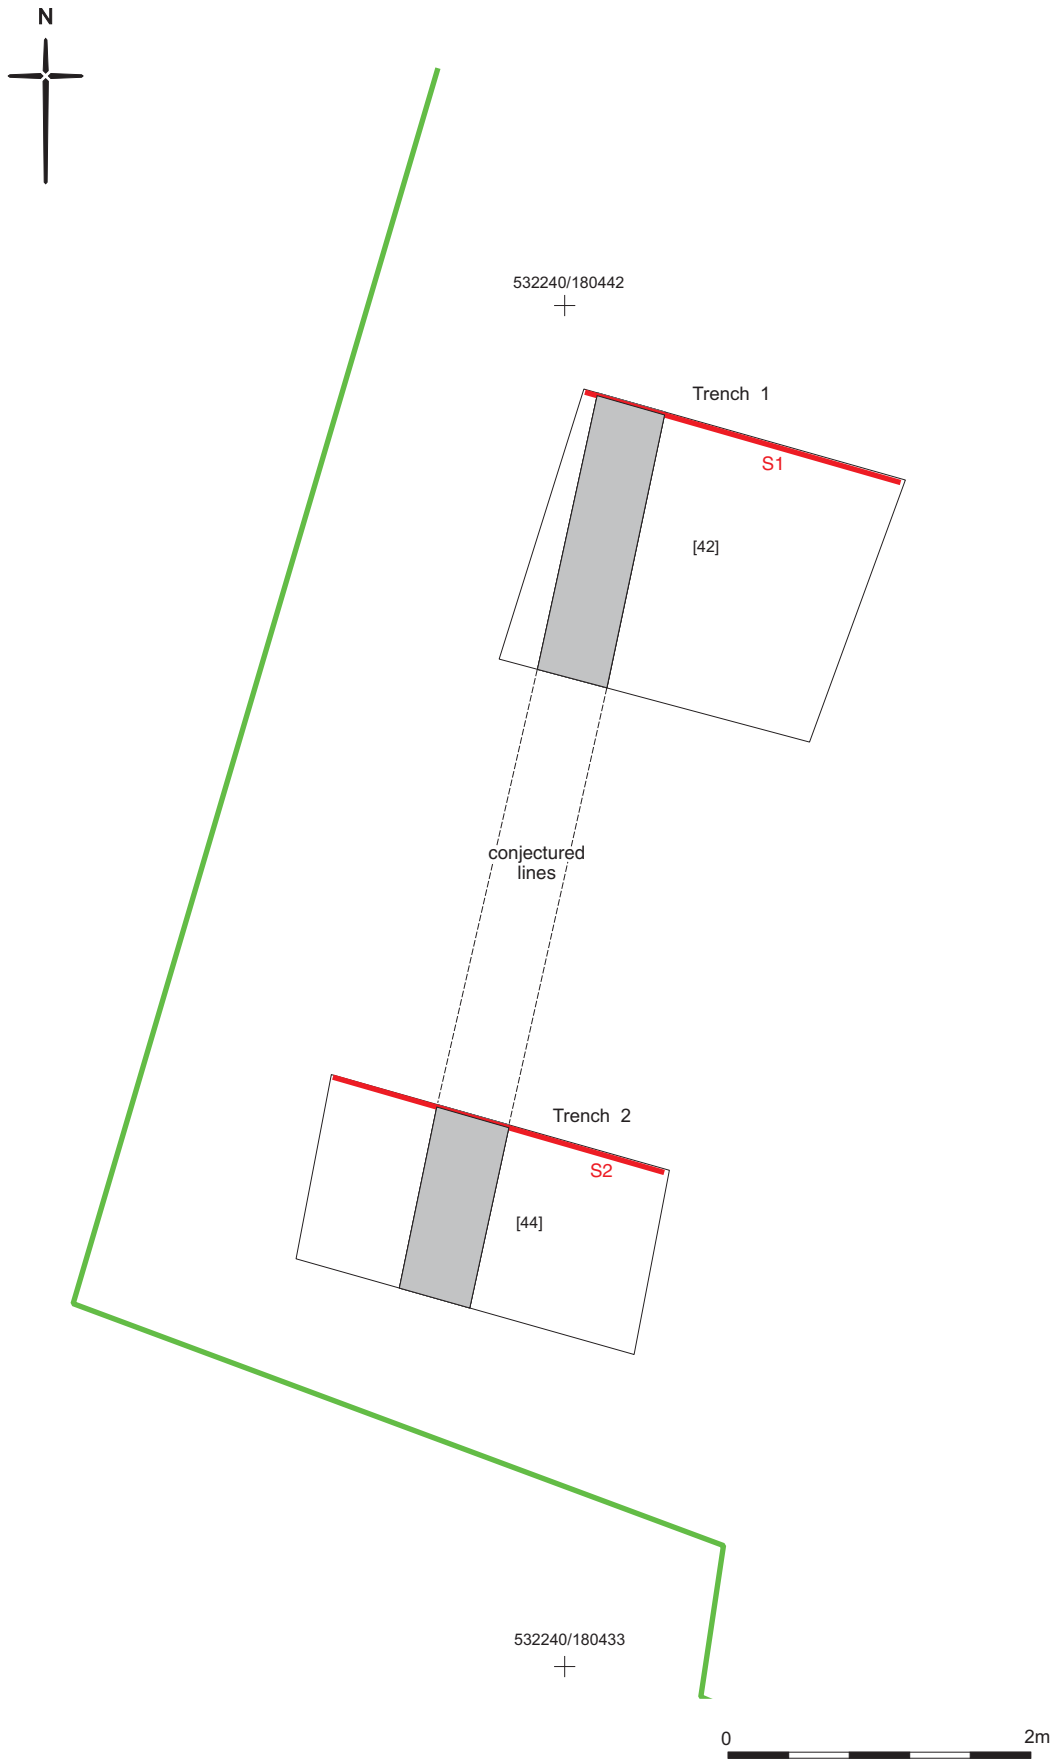 N
532240/180442
Trench 1
S1
[42]
conjectured
lines
Trench 2
S2
[44]
532240/180433
0 2m